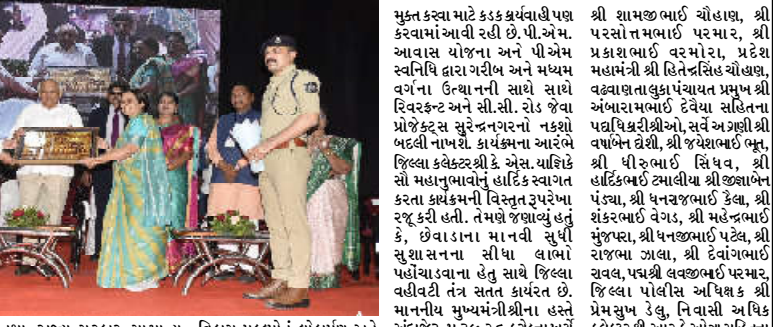 મુક્ત કરવા માટે કડક કાર્યવાહી પણ
કરવામાં આવી રહી છે. પી.એમ.
આવાસ યોજના અને પીએમ
સ્વનિધિ દ્વારા ગરીબ અને મધ્યમ
વર્ગના ઉત્થાનની સાથે સાથે
રિવરફ્રન્ટ અને સી.સી. રોડ જેવા
પ્રોજેક્ટ્સ સુરેન્દ્રનગરનો નકશો
બદલી નાખશે. કાર્યક્રમના આરંભે
જિલ્લા કલેક્ટરશ્રી કે. એસ. યાજ્ઞિકે
સૌ મહાનુભાવોનું હાર્દિક સ્વાગત
કરતા કાર્યક્રમની વિસ્તૃત રૂપરેખા
રજૂ કરી હતી. તેમણે જણાવ્યું હતું
કે, છેવાડાના માનવી સુધી
સુશાસનના સીધા લાભો
પહોંચાડવાના હેતુ સાથે જિલ્લા
વહીવટી તંત્ર સતત કાર્યરત છે.
માનનીય મુખ્યમંત્રીશ્રીના હસ્તે
શ્રી શામજીભાઈ ચૌહાણ, શ્રી
પરસોત્તમભાઈ પરમાર, શ્રી
પ્રકાશભાઈ વરમોરા, પ્રદેશ
મહામંત્રી શ્રી હિતેન્દ્રસિંહ ચૌહાણ,
વઢવાણ તાલુકા પંચાયત પ્રમુખ શ્રી
અંબારામભાઈ દેવૈયા સહિતના
પદાધિકારીશ્રીઓ, સર્વે અગ્રણી શ્રી
વર્ષાબેન દોશી, શ્રી જયેશભાઈ ભૂત,
શ્રી ધીરુભાઈ સિંધવ, શ્રી
હાર્દિકભાઈ ટમાલીયા શ્રી જીજ્ઞાબેન
પંડ્યા, શ્રી ધનરાજભાઈ કૈલા, શ્રી
શંકરભાઈ વેગડ, શ્રી મહેન્દ્રભાઈ
મુંજપરા, શ્રી ધનજીભાઈ પટેલ, શ્રી
રાજભા ઝાલા, શ્રી દેવાંગભાઈ
રાવલ, પદ્મશ્રી લવજીભાઈ પરમાર,
જિલ્લા પોલીસ અધિક્ષક શ્રી
પ્રેમસુખ ડેલુ, નિવાસી અધિક